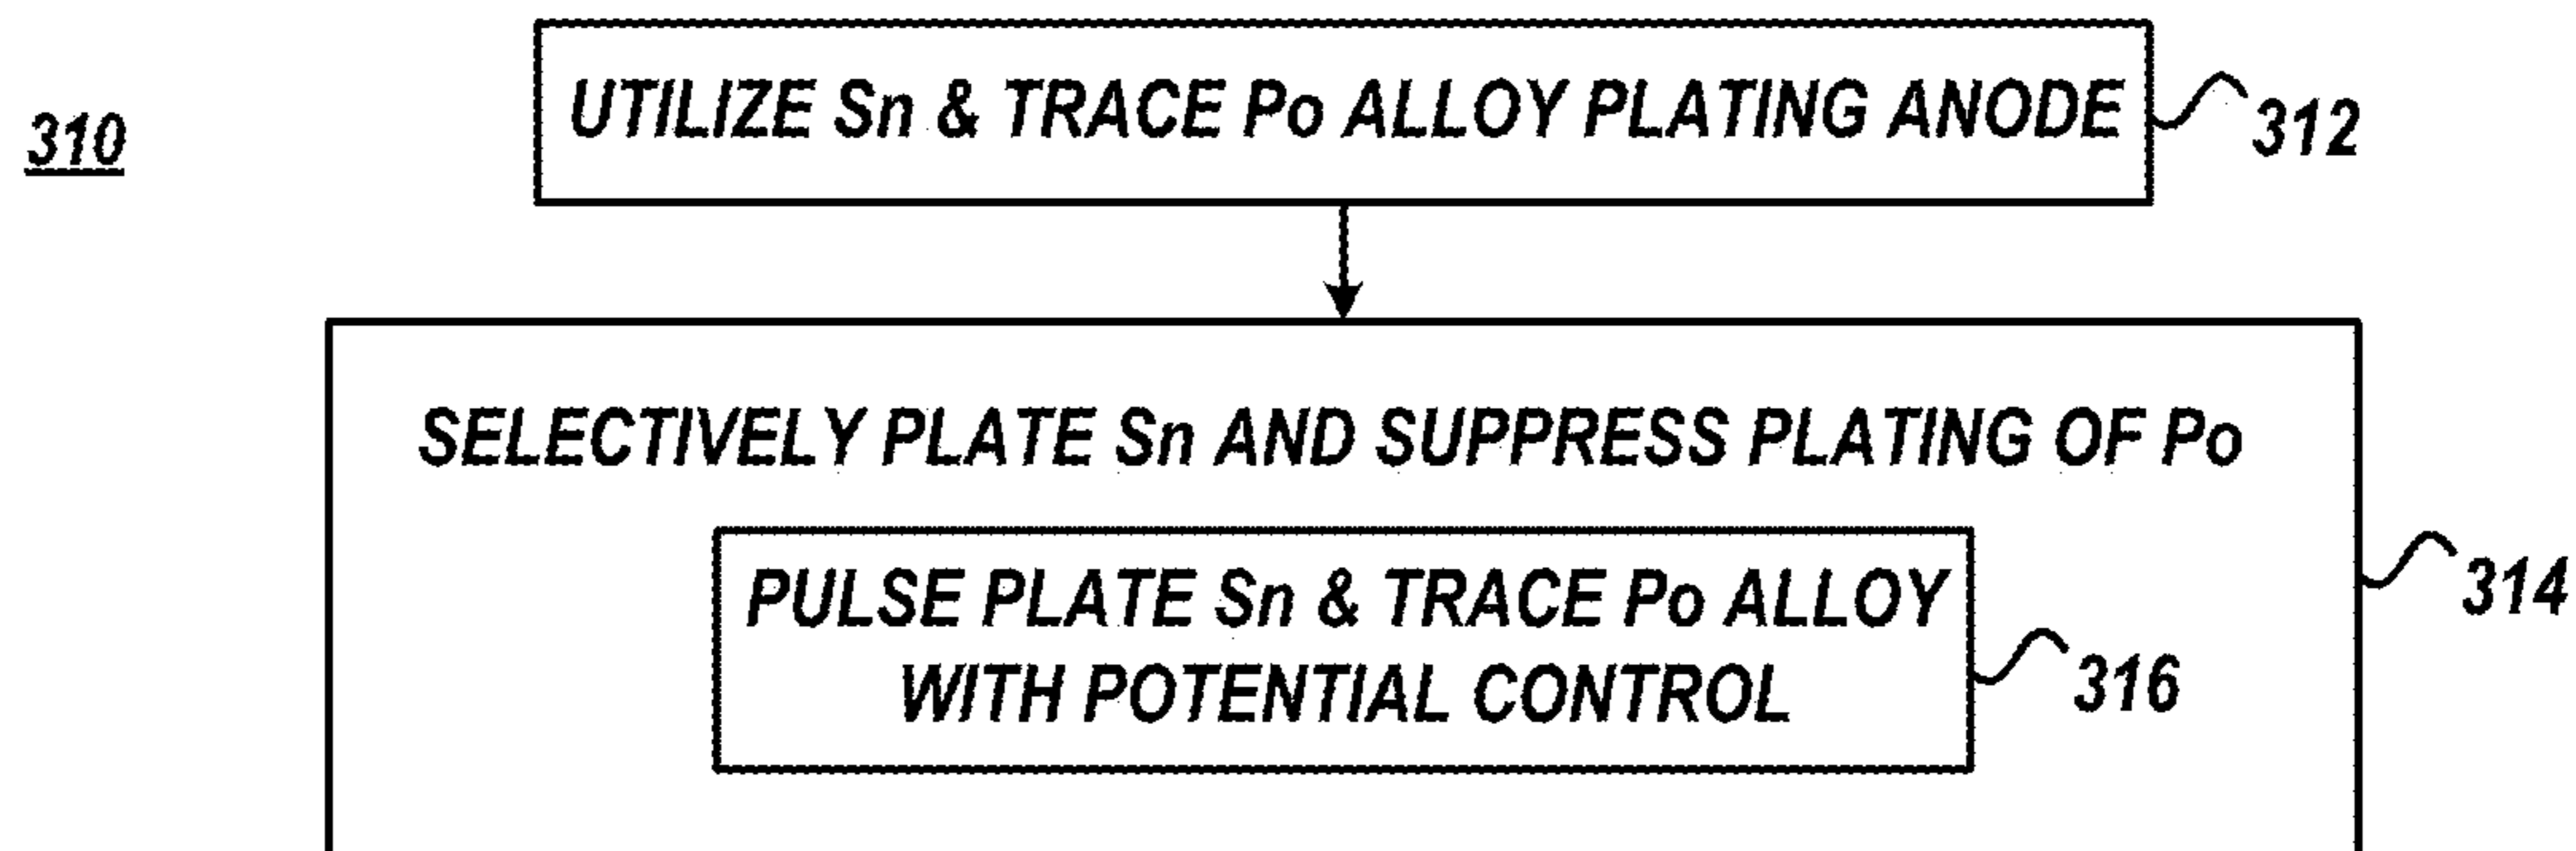 310
UTILIZE Sn & TRACE Po ALLOY PLATING ANODE
312
SELECTIVELY PLATE Sn AND SUPPRESS PLATING OF Po
314
PULSE PLATE Sn & TRACE Po ALLOY
WITH POTENTIAL CONTROL
316